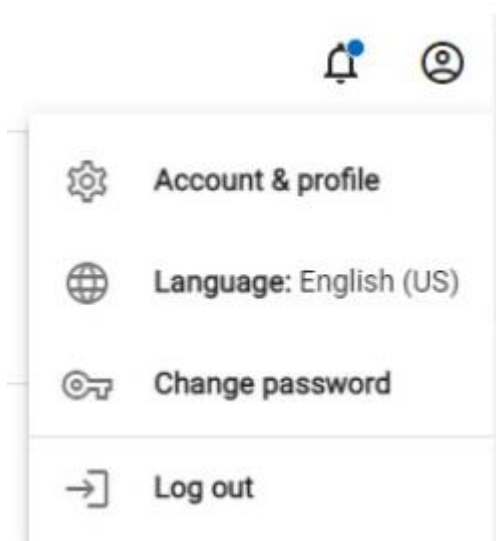 Account & profile
Language: English (US)
Change password
Log out